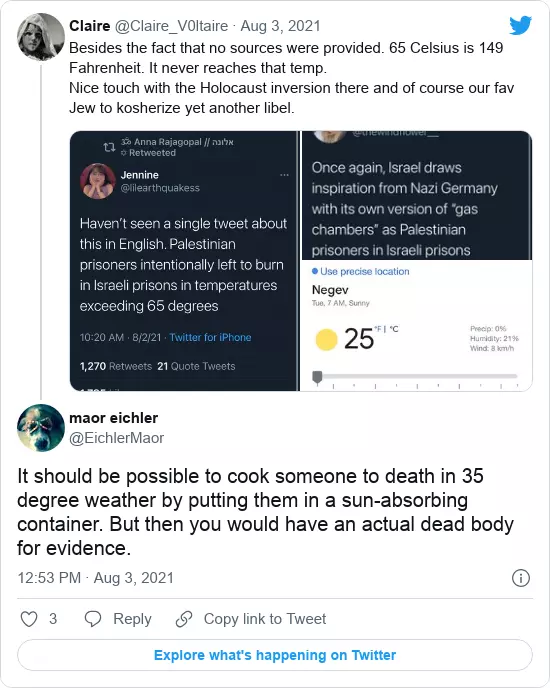 Claire @Claire_V0ltaire · Aug 3, 2021
Besides the fact that no sources were provided. 65 Celsius is 149
Fahrenheit. It never reaches that temp.
Nice touch with the Holocaust inversion there and of course our fav
Jew to kosherize yet another libel.
Anna Rajagopal // אלונה
Retweeted
Jennine
@lilearthquakess
Haven't seen a single tweet about
this in English. Palestinian
prisoners intentionally left to burn
in Israeli prisons in temperatures
exceeding 65 degrees
10:20 AM · 8/2/21 · Twitter for iPhone
1,270 Retweets 21 Quote Tweets
@thewindflower__
Once again, Israel draws
inspiration from Nazi Germany
with its own version of "gas
chambers" as Palestinian
prisoners in Israeli prisons
Use precise location
Negev
Tue, 7 AM, Sunny
25 °F | °C
Precip: 0%
Humidity: 21%
Wind: 8 km/h
maor eichler
@EichlerMaor
It should be possible to cook someone to death in 35
degree weather by putting them in a sun-absorbing
container. But then you would have an actual dead body
for evidence.
12:53 PM · Aug 3, 2021
3 Reply Copy link to Tweet
Explore what's happening on Twitter